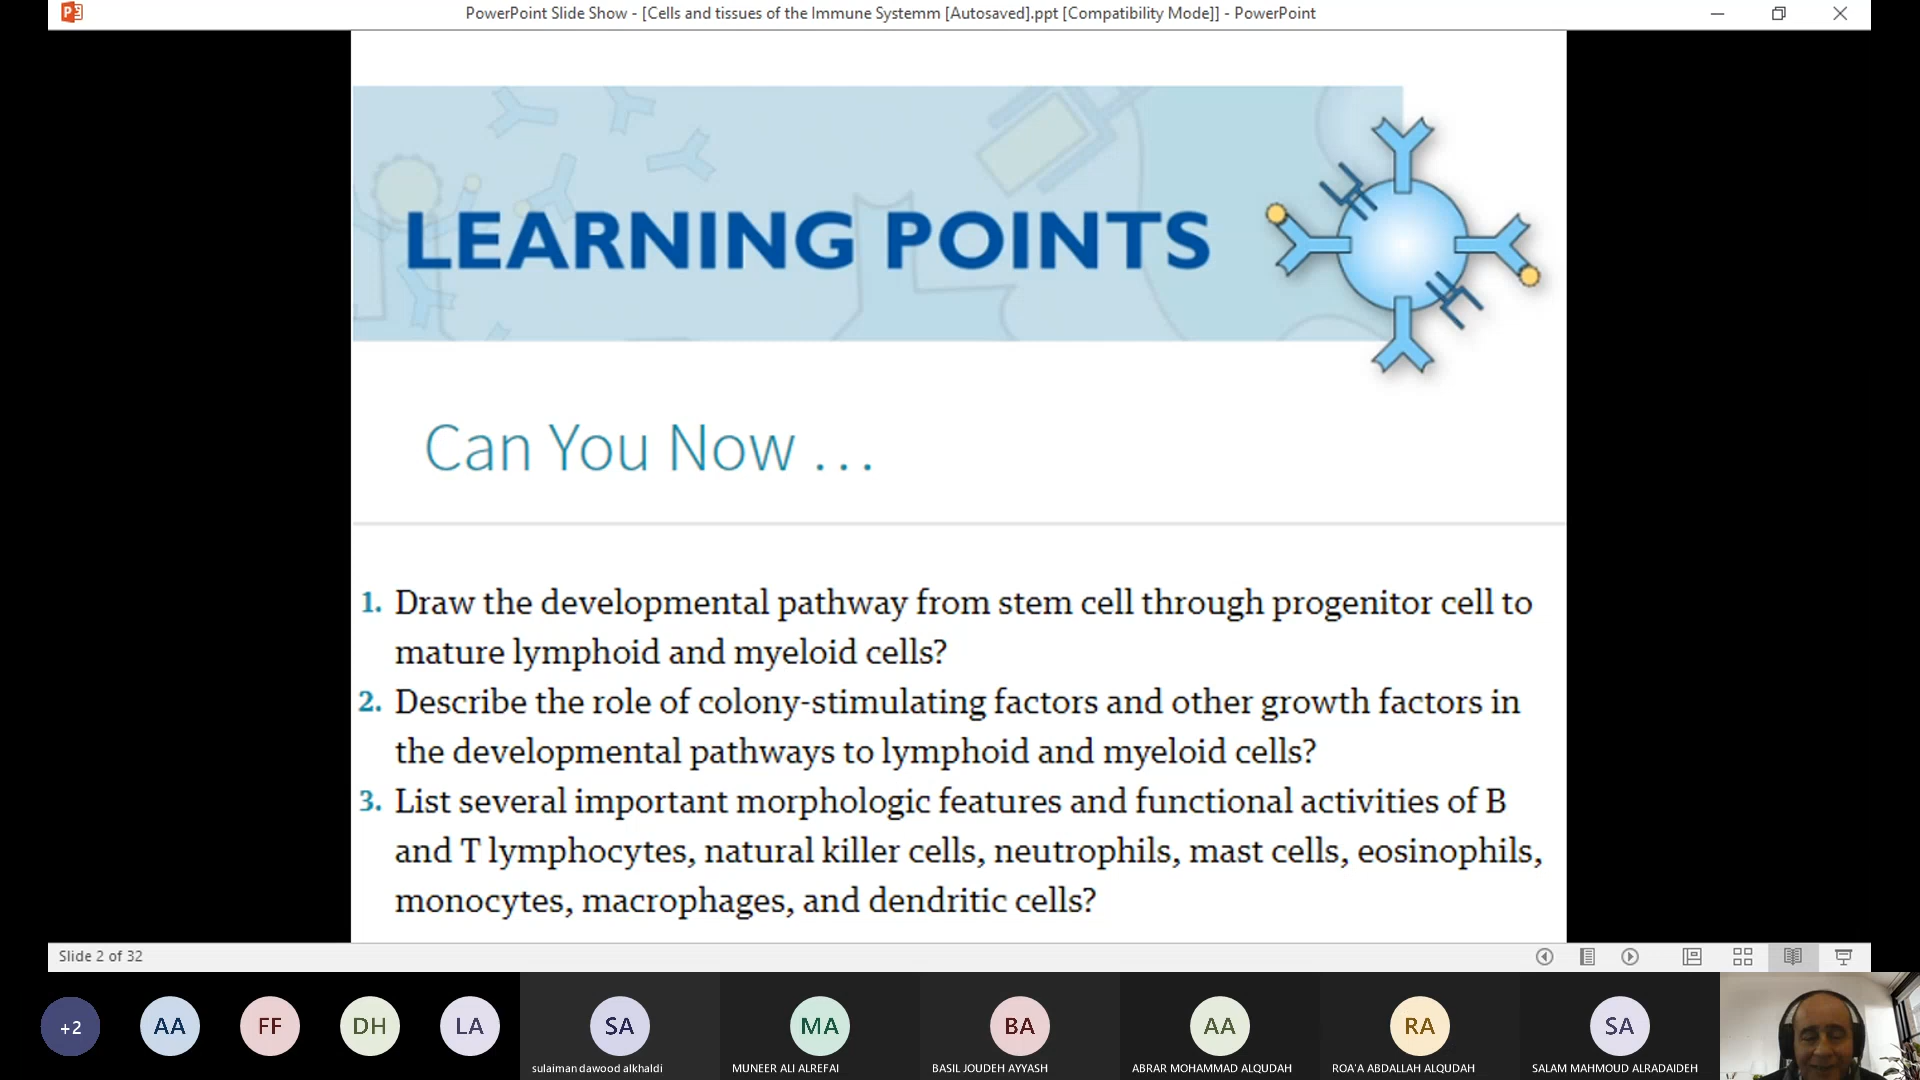 PowerPoint Slide Show - [Cells and tissues of the Immune Systemm [Autosaved].ppt [Compatibility Mode]] - PowerPoint
LEARNING POINTS
Can You Now ...
1. Draw the developmental pathway from stem cell through progenitor cell to
mature lymphoid and myeloid cells?
2. Describe the role of colony-stimulating factors and other growth factors in
the developmental pathways to lymphoid and myeloid cells?
3. List several important morphologic features and functional activities of B
and T lymphocytes, natural killer cells, neutrophils, mast cells, eosinophils,
monocytes, macrophages, and dendritic cells?
Slide 2 of 32
+2 AA FF DH LA SA MA BA AA RA SA
sulaiman dawood alkhaldi MUNEER ALI ALREFAI BASIL JOUDEH AYYASH ABRAR MOHAMMAD ALQUDAH ROA'A ABDALLAH ALQUDAH SALAM MAHMOUD ALRADAIDEH